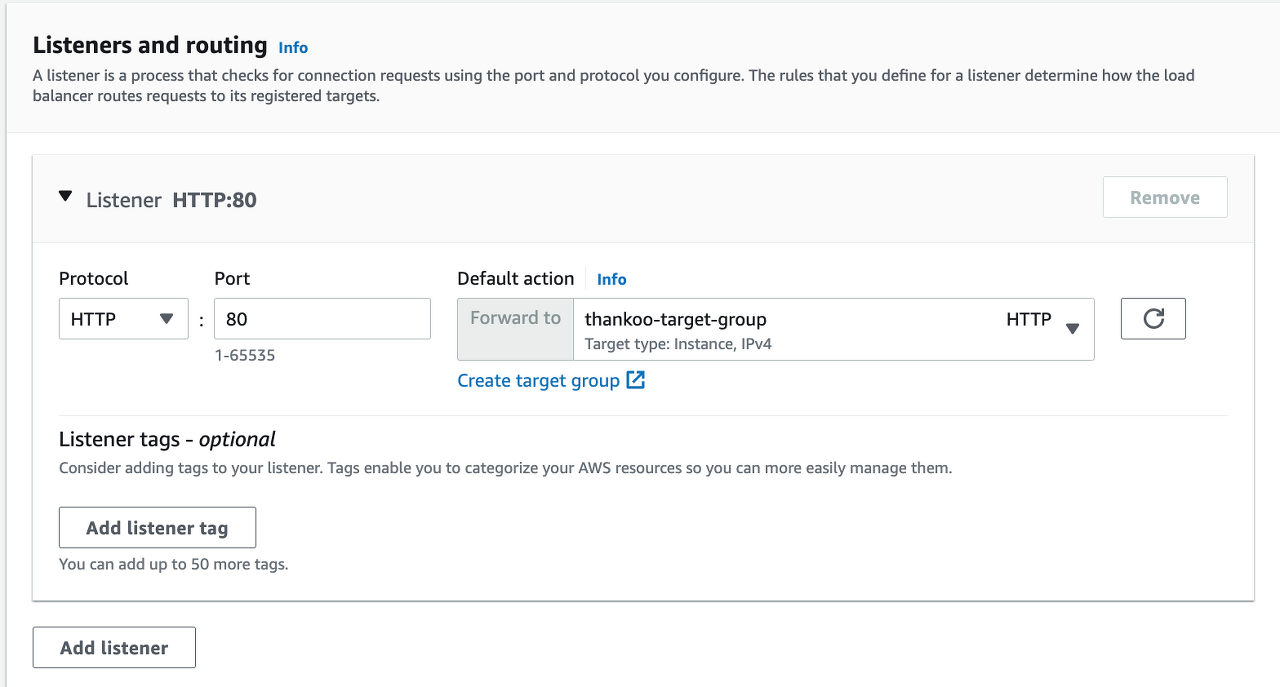 Listeners and routing Info
A listener is a process that checks for connection requests using the port and protocol you configure. The rules that you define for a listener determine how the load
balancer routes requests to its registered targets.
Listener HTTP:80
Remove
Protocol Port Default action Info
HTTP : 80 Forward to thankoo-target-group HTTP
Target type: Instance, IPv4
1-65535
Create target group
Listener tags - optional
Consider adding tags to your listener. Tags enable you to categorize your AWS resources so you can more easily manage them.
Add listener tag
You can add up to 50 more tags.
Add listener